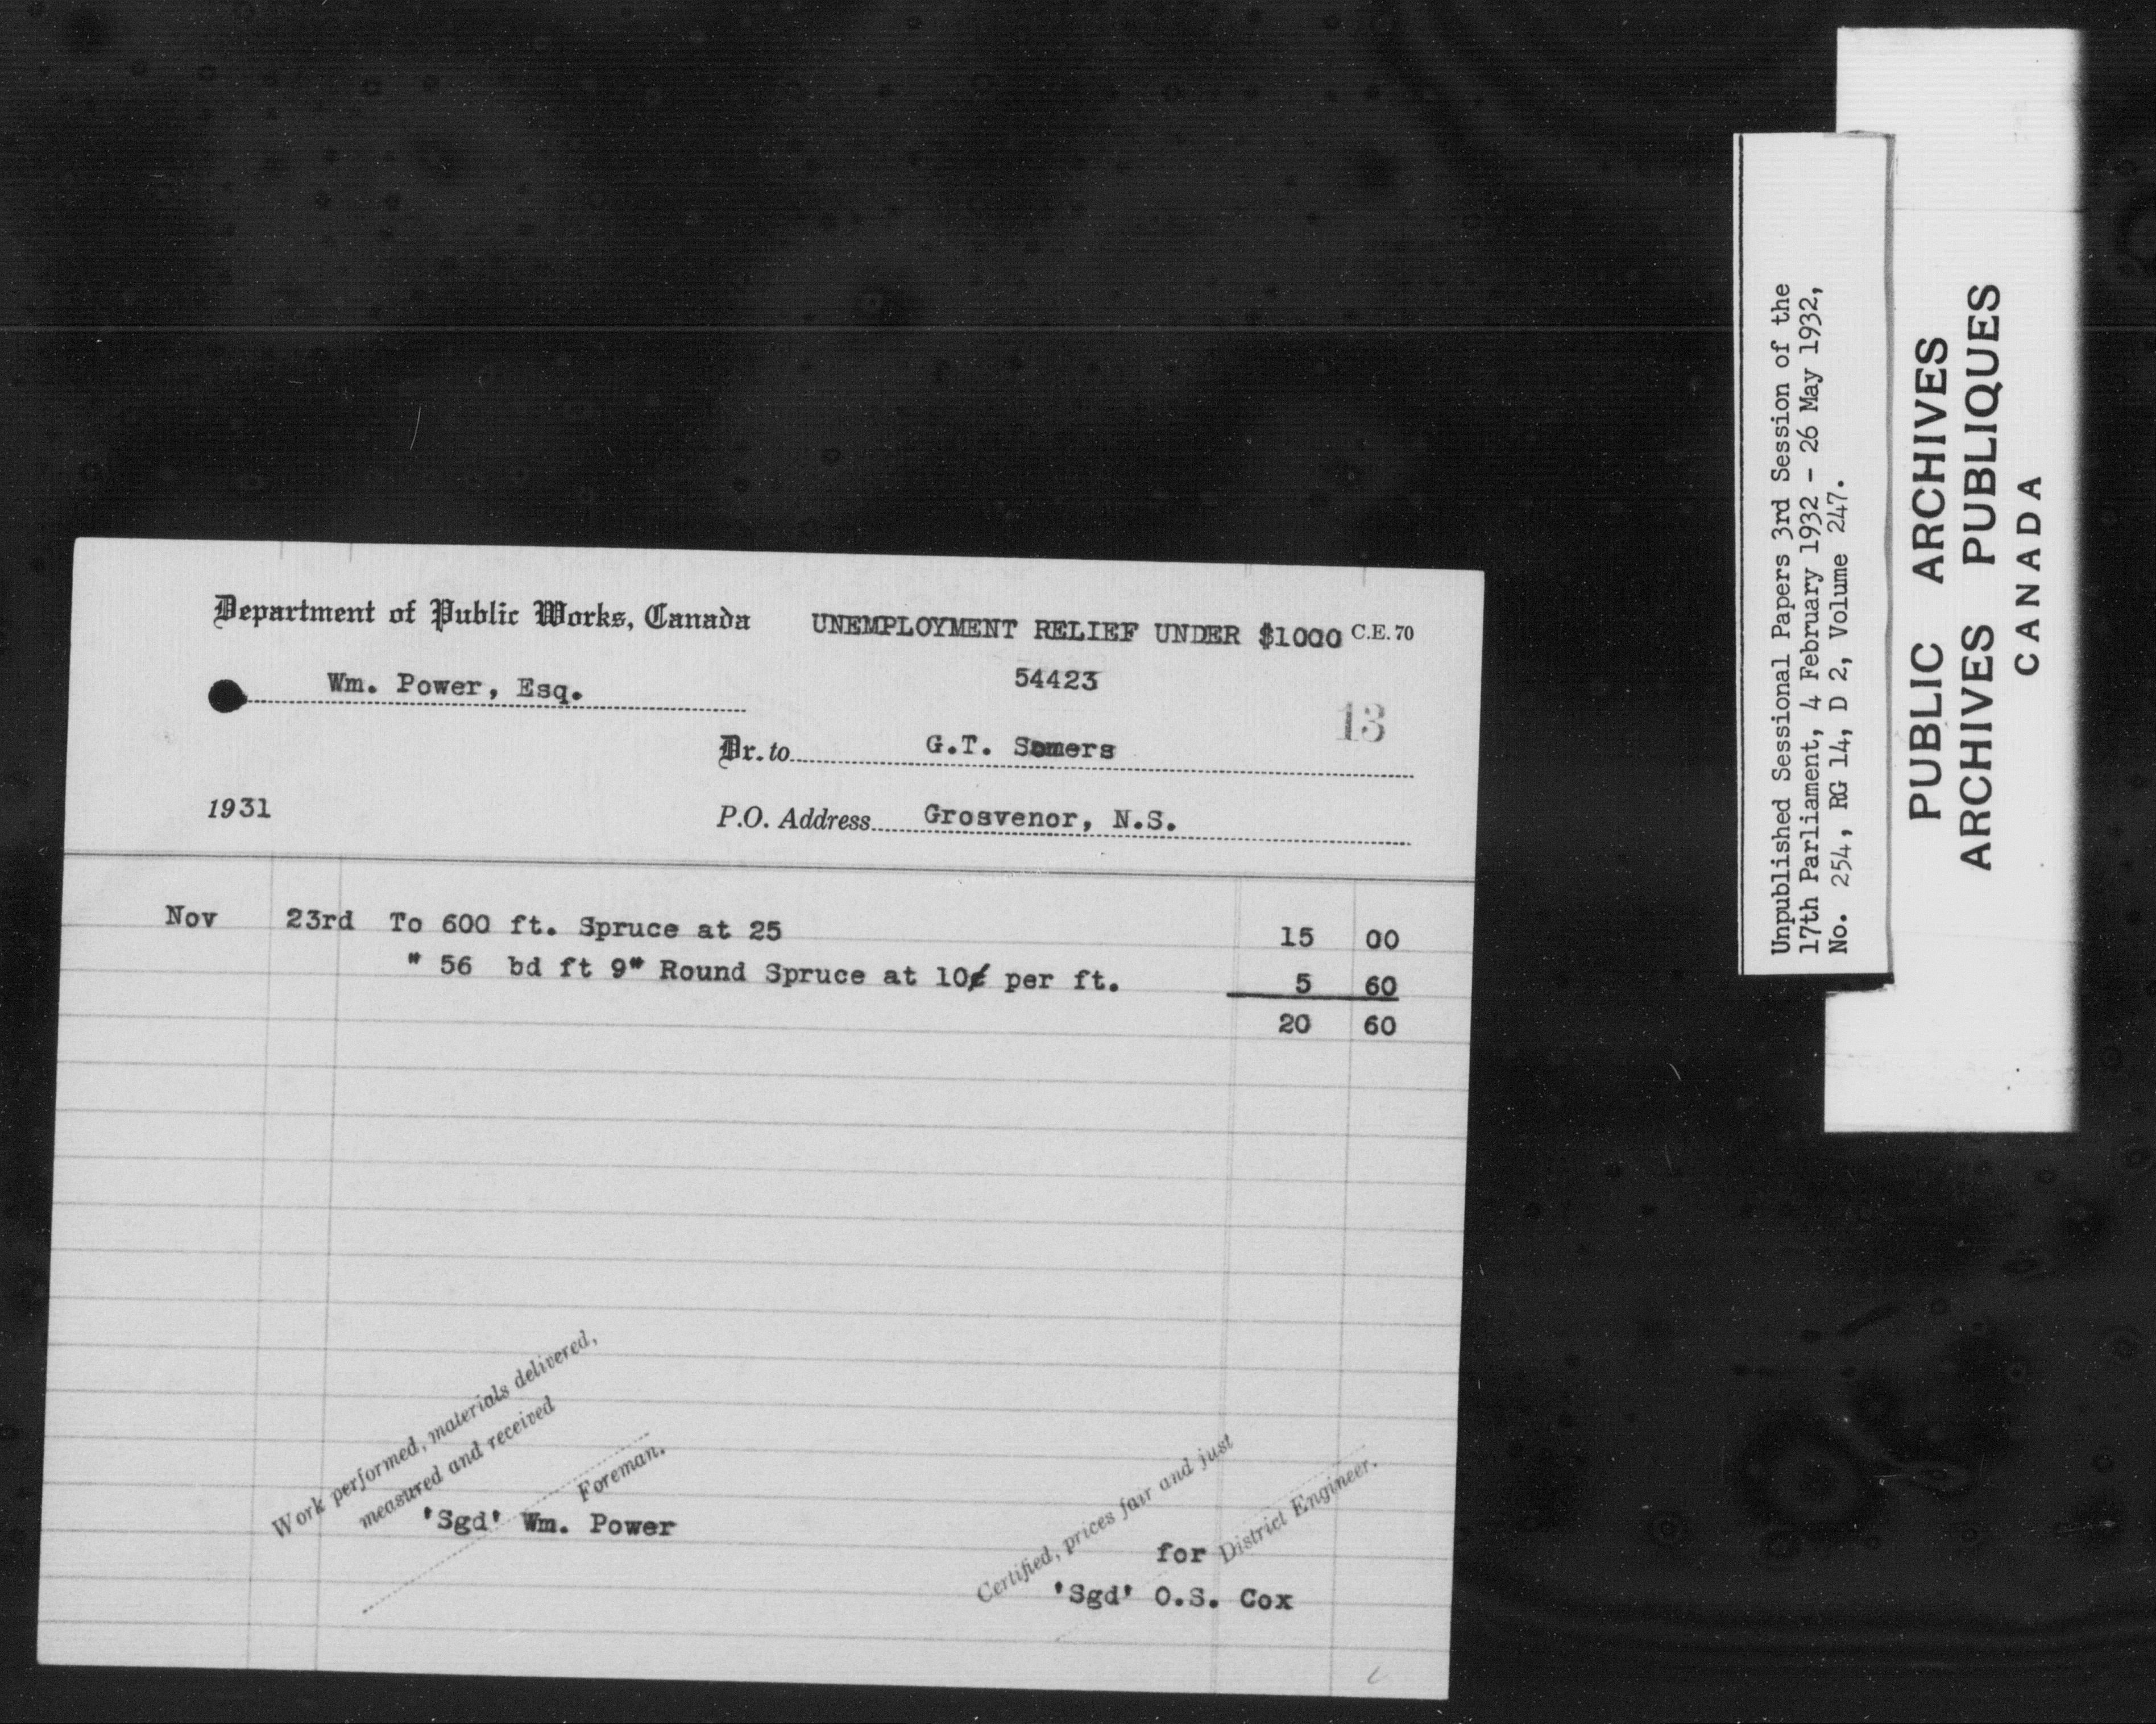 Department of Public Works, Canada UNEMPLOYMENT RELIEF UNDER $1000 C.E. 70
Wm. Power, Esq. 54423
13
Dr. to G.T. Somers
1931 P.O. Address Grosvenor, N.S.
Nov 23rd To 600 ft. Spruce at 25 15 00
" 56 bd ft 9" Round Spruce at 10¢ per ft. 5 60
20 60
Work performed, materials delivered,
measured and received
Foreman.
'Sgd' Wm. Power
Certified, prices fair and just
for District Engineer.
'Sgd' O.S. Cox
Unpublished Sessional Papers 3rd Session of the
17th Parliament, 4 February 1932 - 26 May 1932,
No. 254, RG 14, D 2, Volume 247.
PUBLIC ARCHIVES
ARCHIVES PUBLIQUES
CANADA